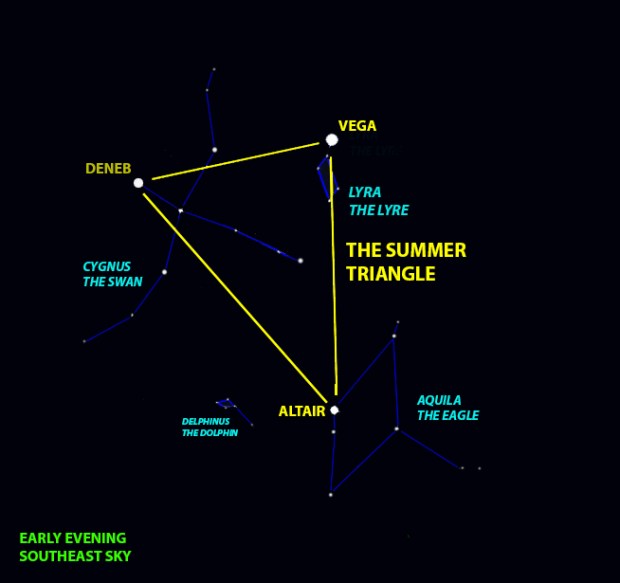 VEGA
DENEB
LYRA
THE LYRE
THE SUMMER
TRIANGLE
CYGNUS
THE SWAN
AQUILA
THE EAGLE
ALTAIR
DELPHINUS
THE DOLPHIN
EARLY EVENING
SOUTHEAST SKY